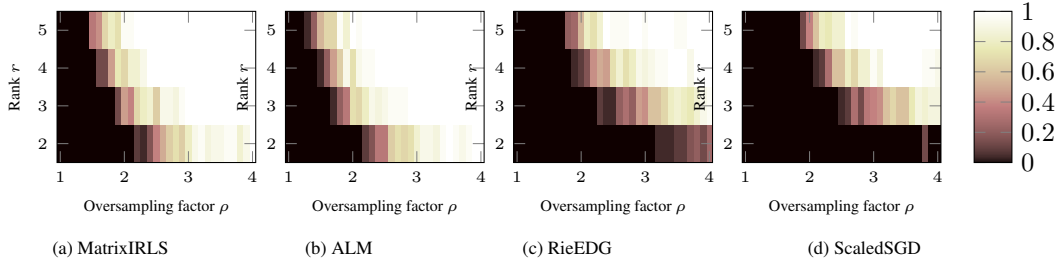 5
4
3
2
Rank r
1 2 3 4
Oversampling factor ρ
(a) MatrixIRLS
5
4
3
2
Rank r
1 2 3 4
Oversampling factor ρ
(b) ALM
5
4
3
2
Rank r
1 2 3 4
Oversampling factor ρ
(c) RieEDG
5
4
3
2
Rank r
1 2 3 4
Oversampling factor ρ
(d) ScaledSGD
1
0.8
0.6
0.4
0.2
0